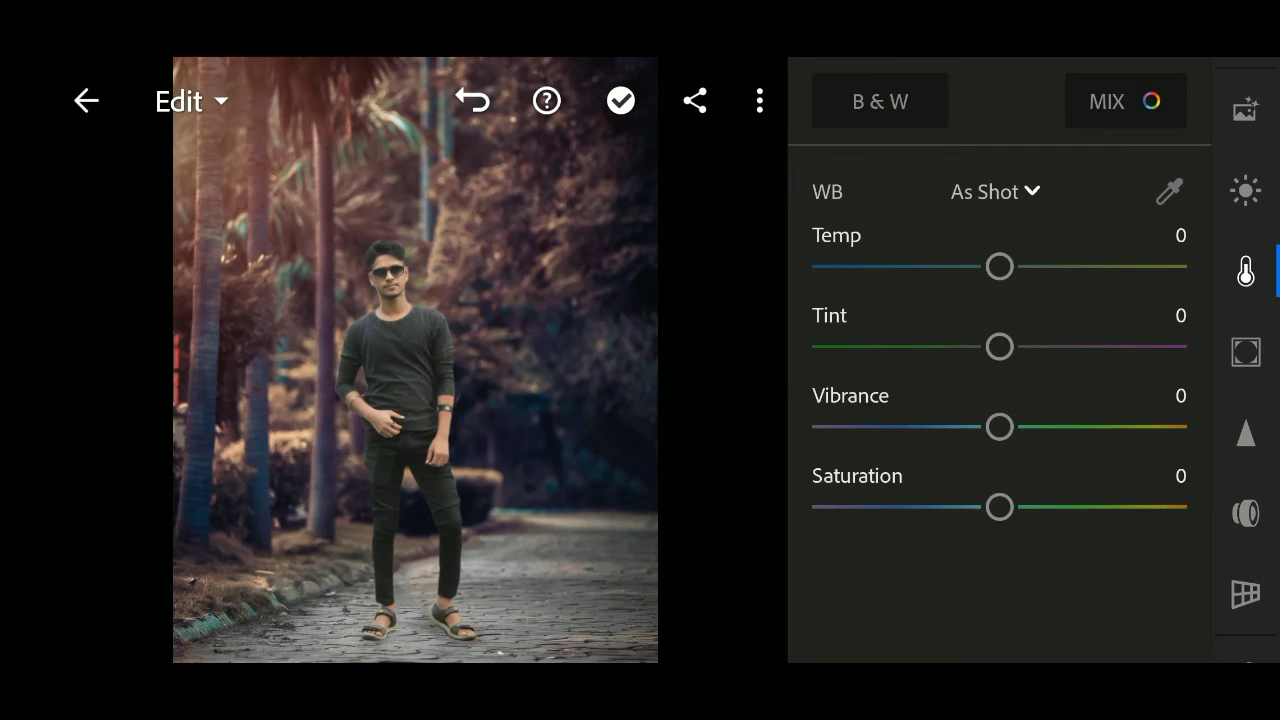 Edit
B & W
MIX
WB
As Shot
Temp
0
Tint
0
Vibrance
0
Saturation
0